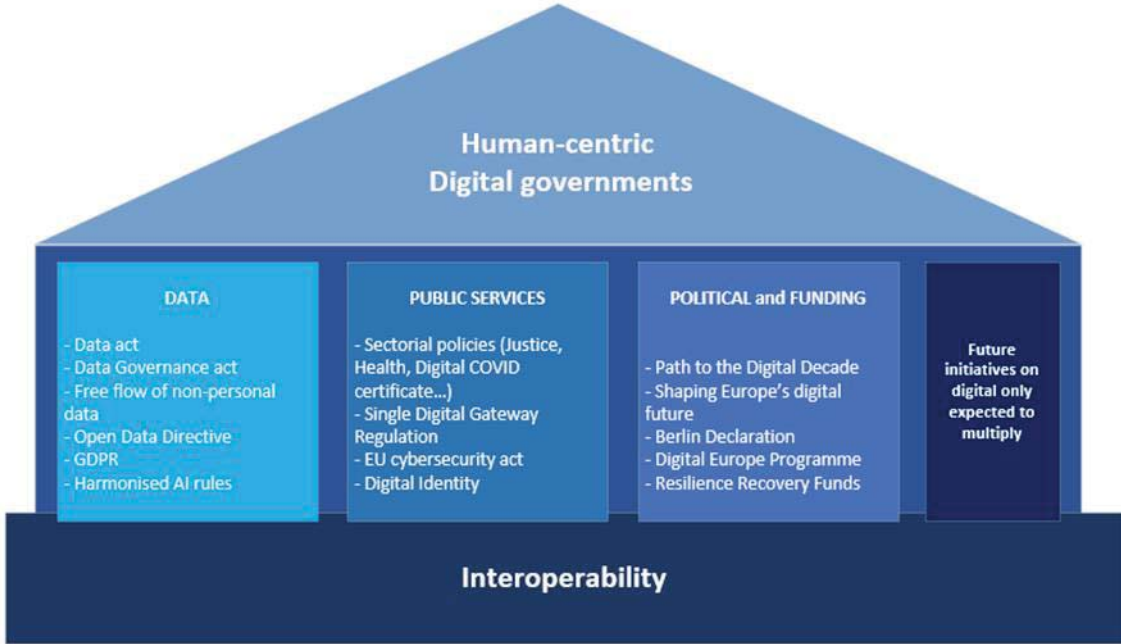 Human-centric
Digital governments
DATA
- Data act
- Data Governance act
- Free flow of non-personal
data
- Open Data Directive
- GDPR
- Harmonised AI rules
PUBLIC SERVICES
- Sectorial policies (Justice,
Health, Digital COVID
certificate...)
- Single Digital Gateway
Regulation
- EU cybersecurity act
- Digital Identity
POLITICAL and FUNDING
- Path to the Digital Decade
- Shaping Europe's digital
future
- Berlin Declaration
- Digital Europe Programme
- Resilience Recovery Funds
Future
initiatives on
digital only
expected to
multiply
Interoperability